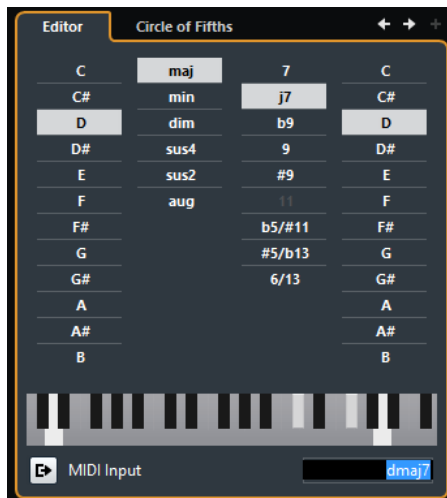 Editor Circle of Fifths
C maj 7 C
C# min j7 C#
D dim b9 D
D# sus4 9 D#
E sus2 #9 E
F aug 11 F
F# b5/#11 F#
G #5/b13 G
G# 6/13 G#
A A
A# A#
B B
MIDI Input dmaj7